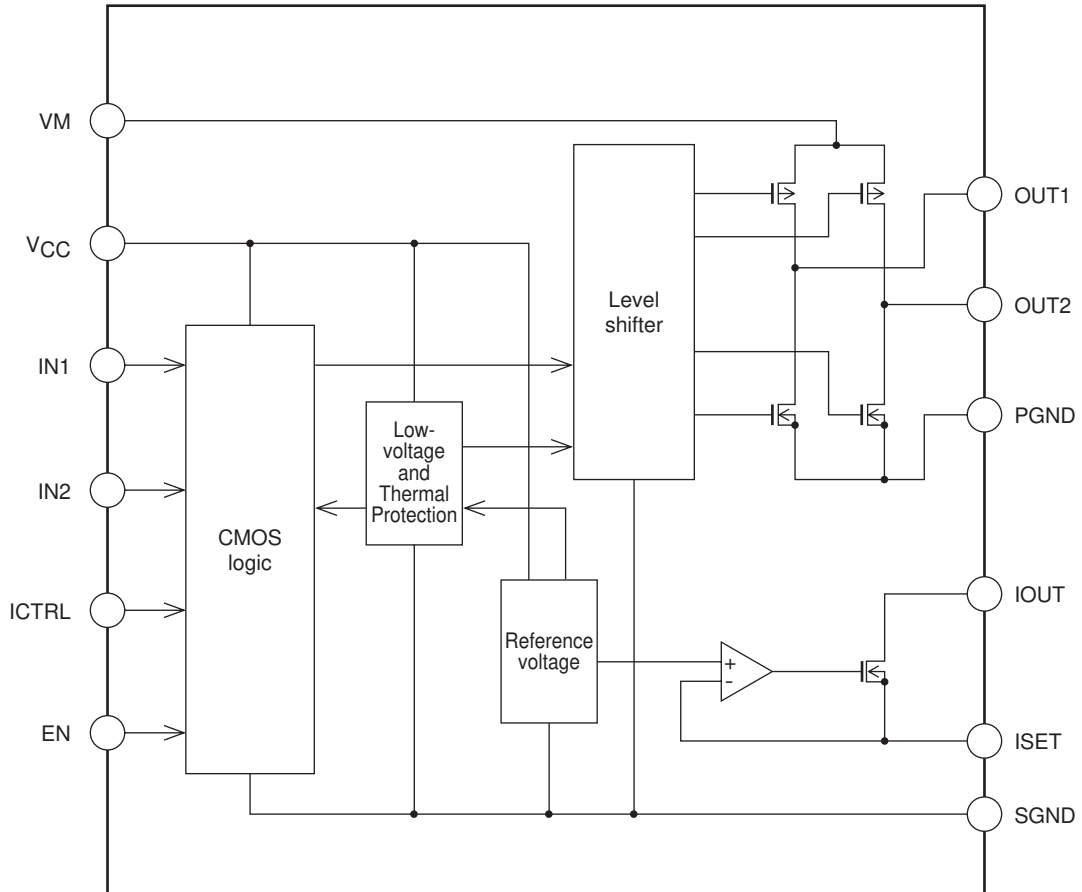 VM
VCC
IN1
IN2
ICTRL
EN
CMOS
logic
Low-
voltage
and
Thermal
Protection
Level
shifter
Reference
voltage
+
-
OUT1
OUT2
PGND
IOUT
ISET
SGND